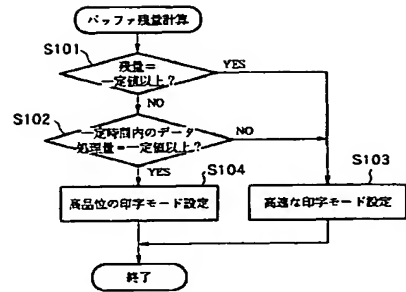 バッファ残量計算
S101
残量=
一定値以上?
YES
NO
S102
一定時間内のデータ
処理量=一定値以上?
NO
YES
S104
高品位の印字モード設定
S103
高速な印字モード設定
終了